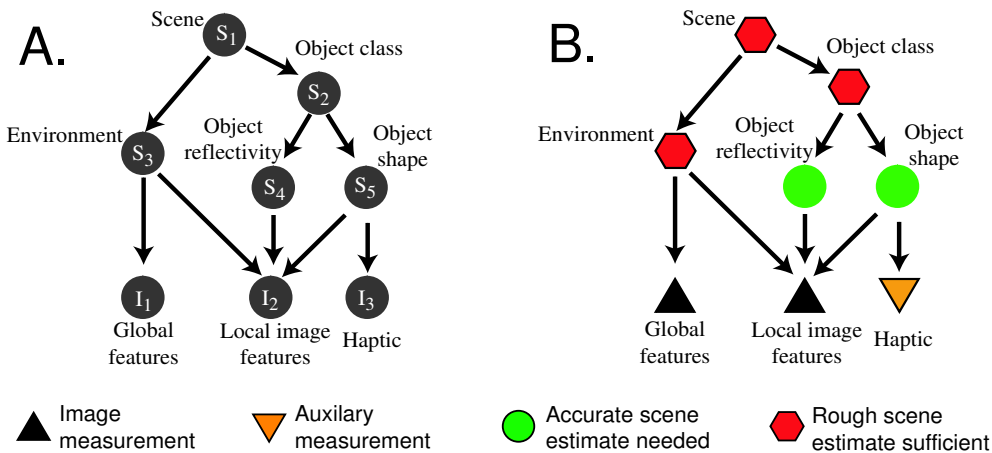 A.
Scene
S1
Object class
S2
Environment
S3
Object
reflectivity
S4
Object
shape
S5
I1
I2
I3
Global
features
Local image
features
Haptic
B.
Scene
Object class
Environment
Object
reflectivity
Object
shape
Global
features
Local image
features
Haptic
Image
measurement
Auxilary
measurement
Accurate scene
estimate needed
Rough scene
estimate sufficient